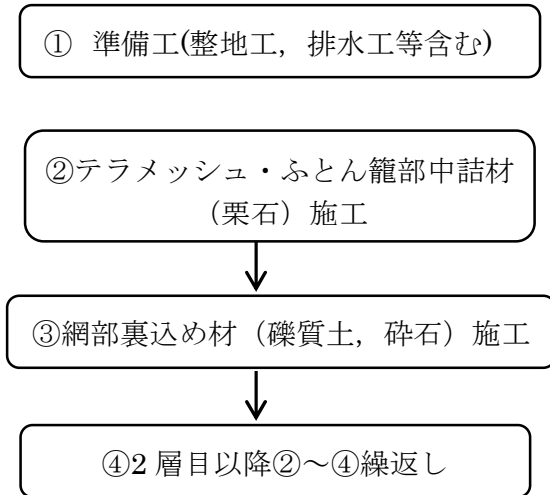 ① 準備工(整地工，排水工等含む)
②テラメッシュ・ふとん籠部中詰材
（栗石）施工
③網部裏込め材（礫質土，砕石）施工
④2 層目以降②～④繰返し